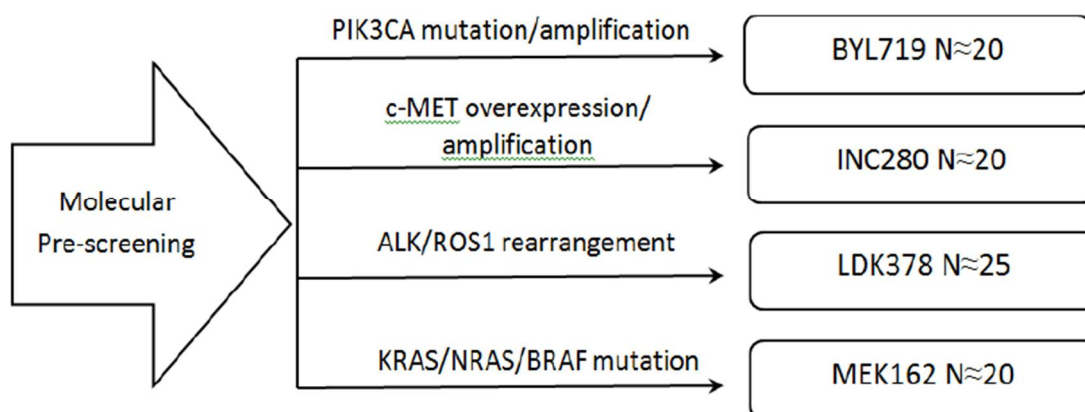 PIK3CA mutation/amplification
BYL719 N≈20
c-MET overexpression/
amplification
INC280 N≈20
Molecular
Pre-screening
ALK/ROS1 rearrangement
LDK378 N≈25
KRAS/NRAS/BRAF mutation
MEK162 N≈20